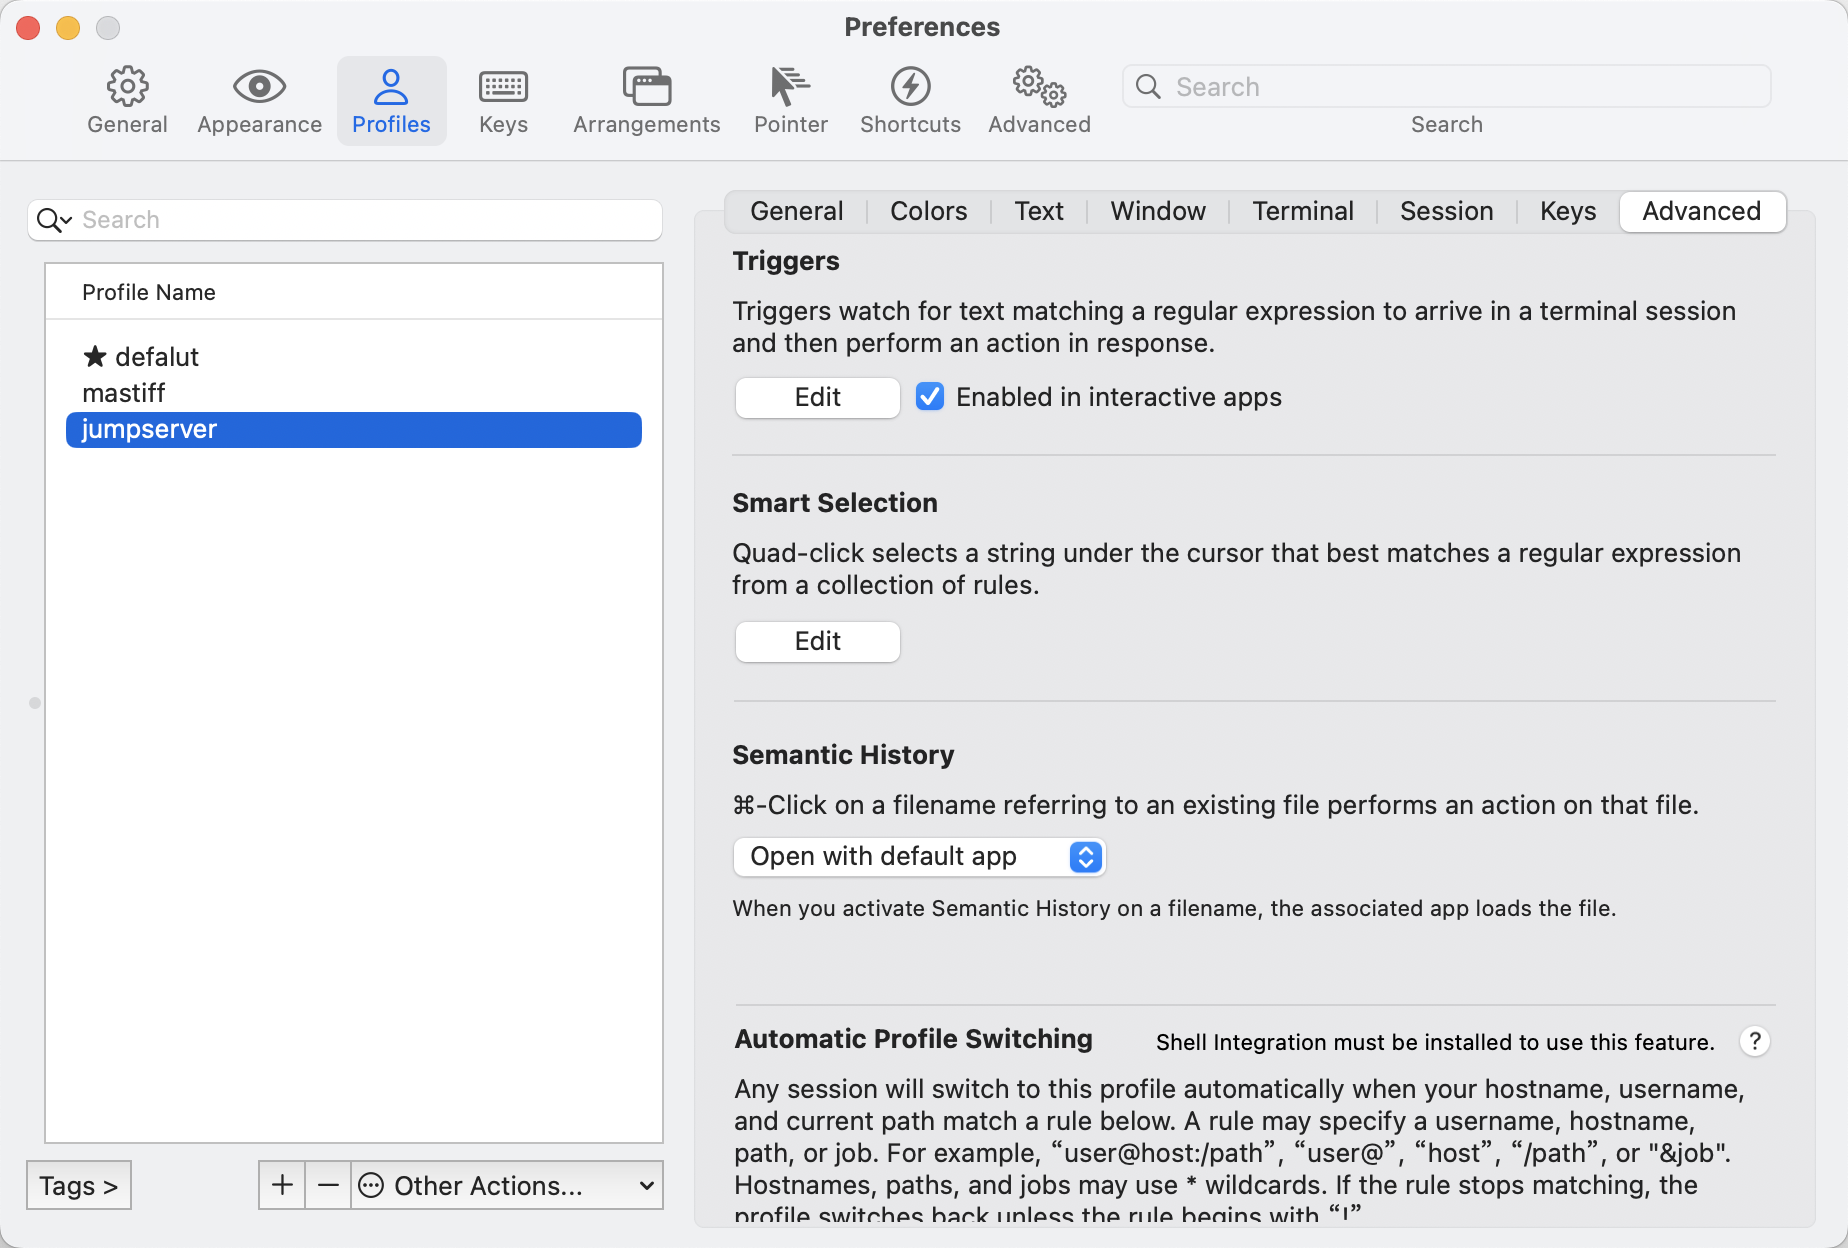 Preferences
General
Appearance
Profiles
Keys
Arrangements
Pointer
Shortcuts
Advanced
Search
Search
Search
Profile Name
★ defalut
mastiff
jumpserver
Tags >
+
−
Other Actions...
General
Colors
Text
Window
Terminal
Session
Keys
Advanced
Triggers
Triggers watch for text matching a regular expression to arrive in a terminal session
and then perform an action in response.
Edit
Enabled in interactive apps
Smart Selection
Quad-click selects a string under the cursor that best matches a regular expression
from a collection of rules.
Edit
Semantic History
⌘-Click on a filename referring to an existing file performs an action on that file.
Open with default app
When you activate Semantic History on a filename, the associated app loads the file.
Automatic Profile Switching
Shell Integration must be installed to use this feature.
?
Any session will switch to this profile automatically when your hostname, username,
and current path match a rule below. A rule may specify a username, hostname,
path, or job. For example, “user@host:/path”, “user@”, “host”, “/path”, or "&job".
Hostnames, paths, and jobs may use * wildcards. If the rule stops matching, the
profile switches back unless the rule begins with “!”